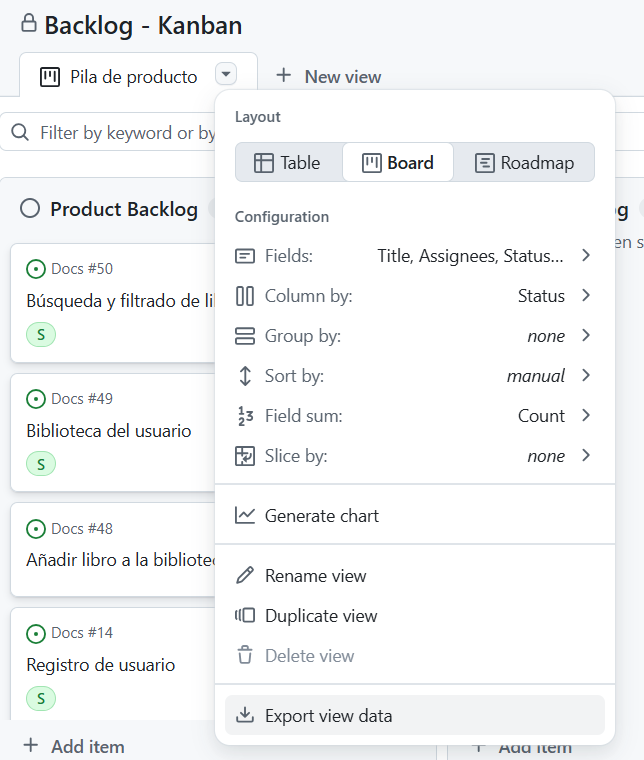 Backlog - Kanban
Pila de producto
New view
Filter by keyword or by
Layout
Table
Board
Roadmap
Configuration
Fields: Title, Assignees, Status...
Column by: Status
Group by: none
Sort by: manual
Field sum: Count
Slice by: none
Generate chart
Rename view
Duplicate view
Delete view
Export view data
Product Backlog
Docs #50
Búsqueda y filtrado de
S
Docs #49
Biblioteca del usuario
S
Docs #48
Añadir libro a la
Docs #14
Registro de usuario
S
Add item
Add item